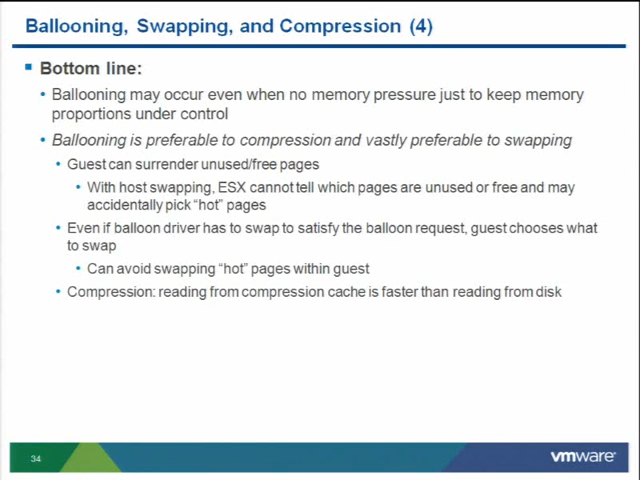 Ballooning, Swapping, and Compression (4)
Bottom line:
Ballooning may occur even when no memory pressure just to keep memory
proportions under control
Ballooning is preferable to compression and vastly preferable to swapping
Guest can surrender unused/free pages
With host swapping, ESX cannot tell which pages are unused or free and may
accidentally pick “hot” pages
Even if balloon driver has to swap to satisfy the balloon request, guest chooses what
to swap
Can avoid swapping “hot” pages within guest
Compression: reading from compression cache is faster than reading from disk
34
vmware